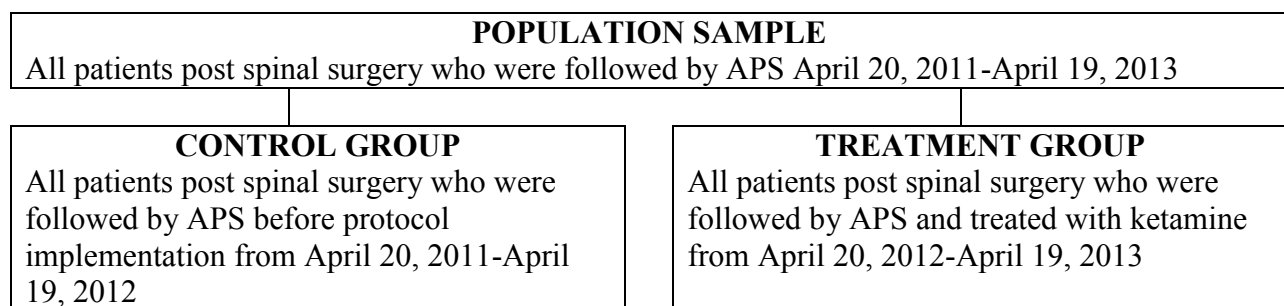 POPULATION SAMPLE
All patients post spinal surgery who were followed by APS April 20, 2011-April 19, 2013
CONTROL GROUP
All patients post spinal surgery who were
followed by APS before protocol
implementation from April 20, 2011-April
19, 2012
TREATMENT GROUP
All patients post spinal surgery who were
followed by APS and treated with ketamine
from April 20, 2012-April 19, 2013